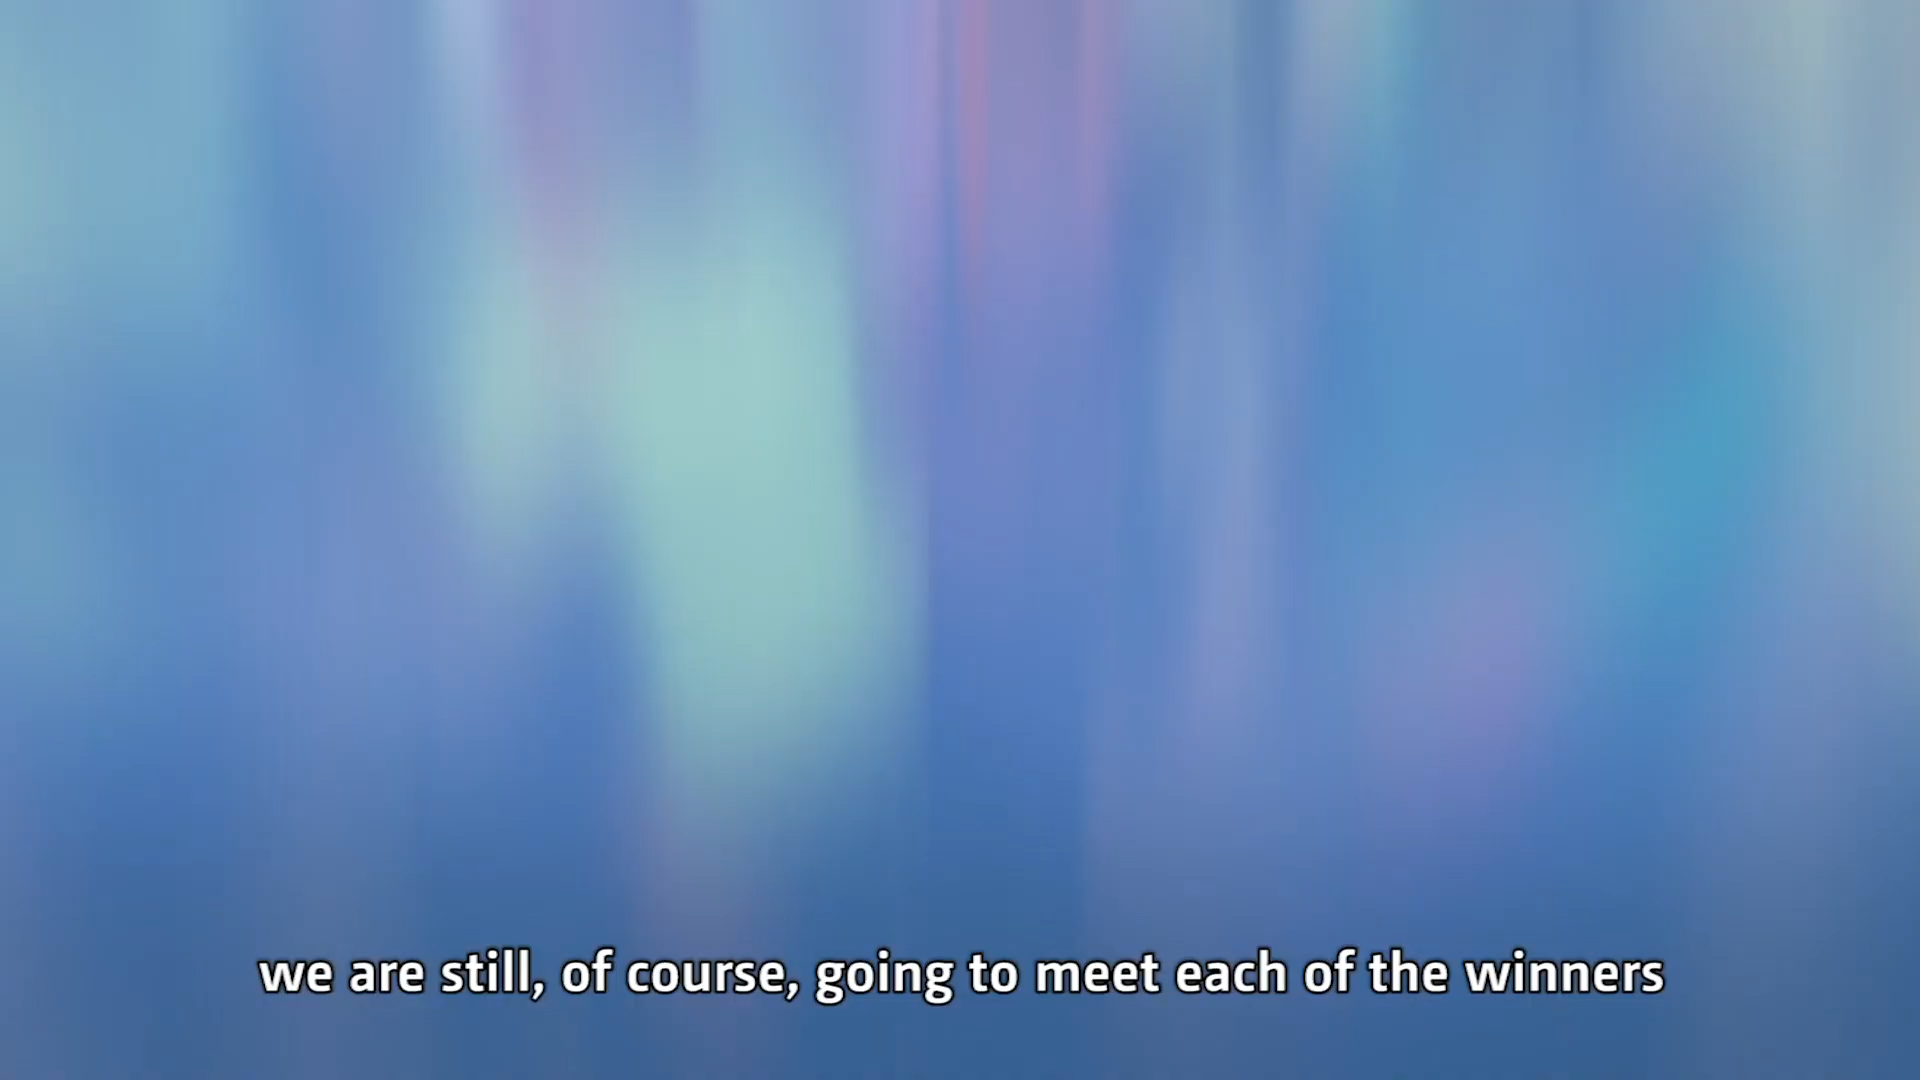 we are still, of course, going to meet each of the winners